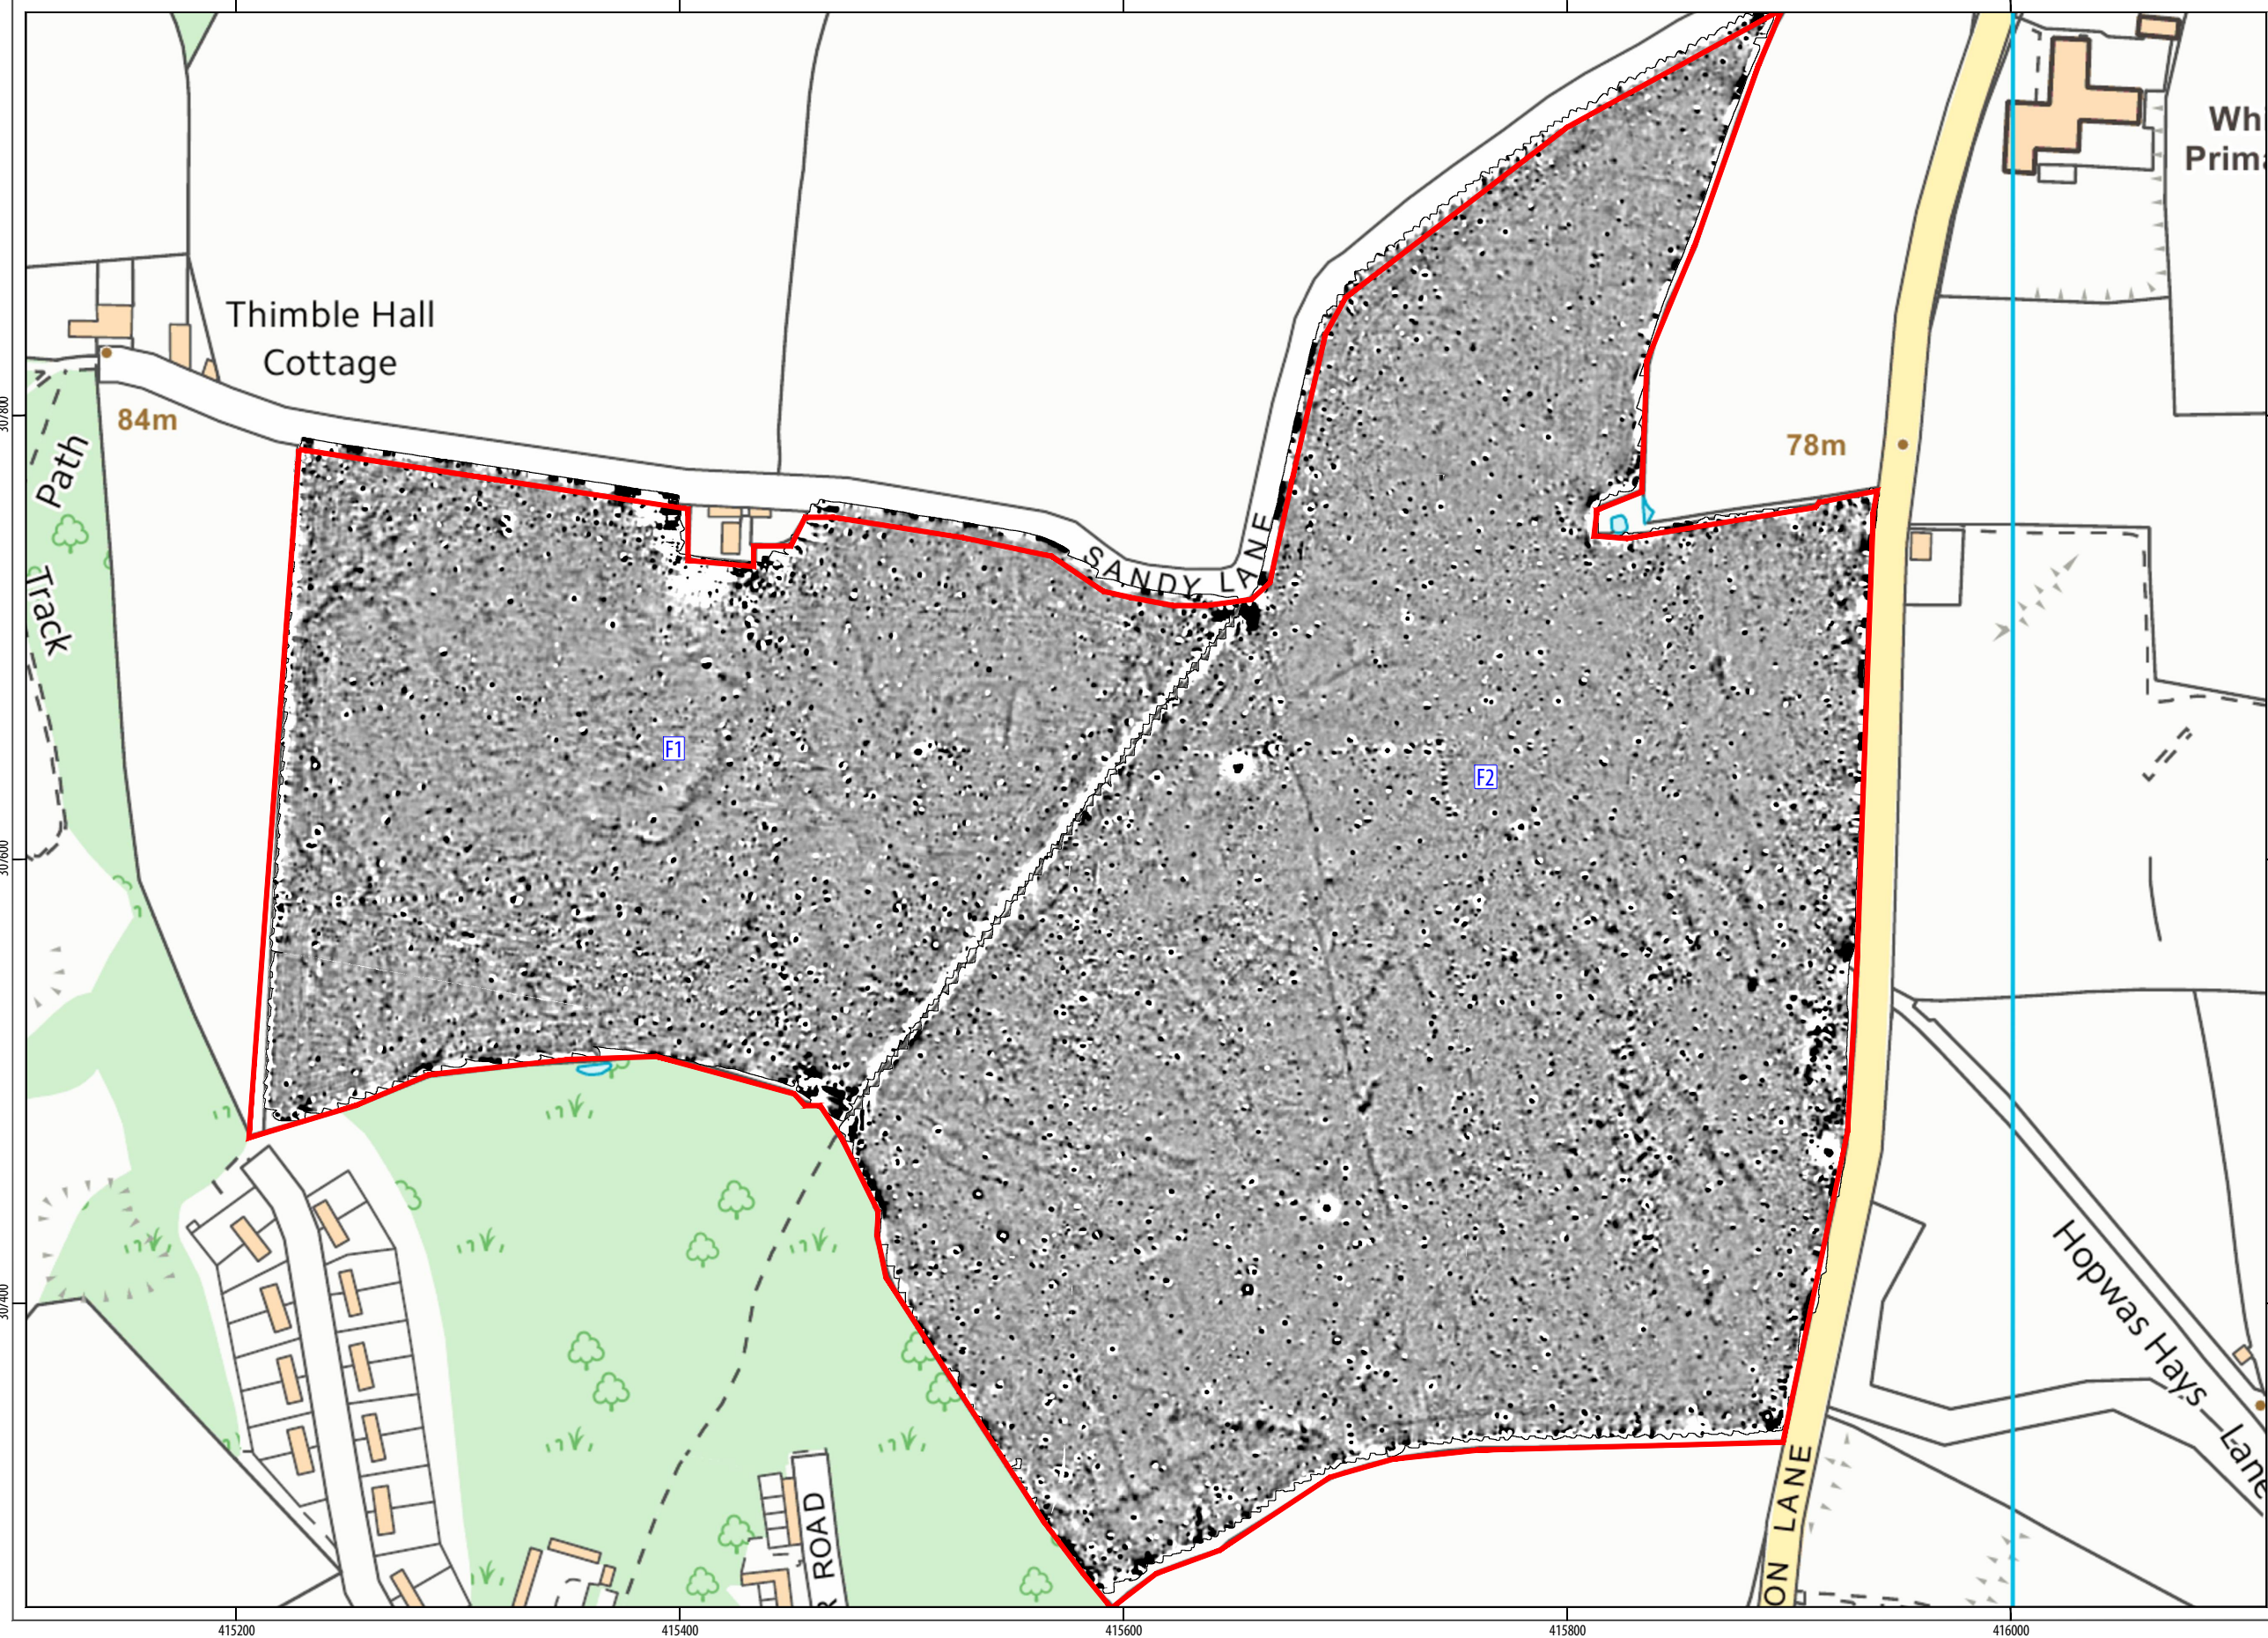 Wh
Prim
Thimble Hall
Cottage
84m
78m
Path
Track
SANDY LANE
F1
F2
Hopwas Hays Lane
ROAD
ON LANE
415200
415400
415600
415800
416000